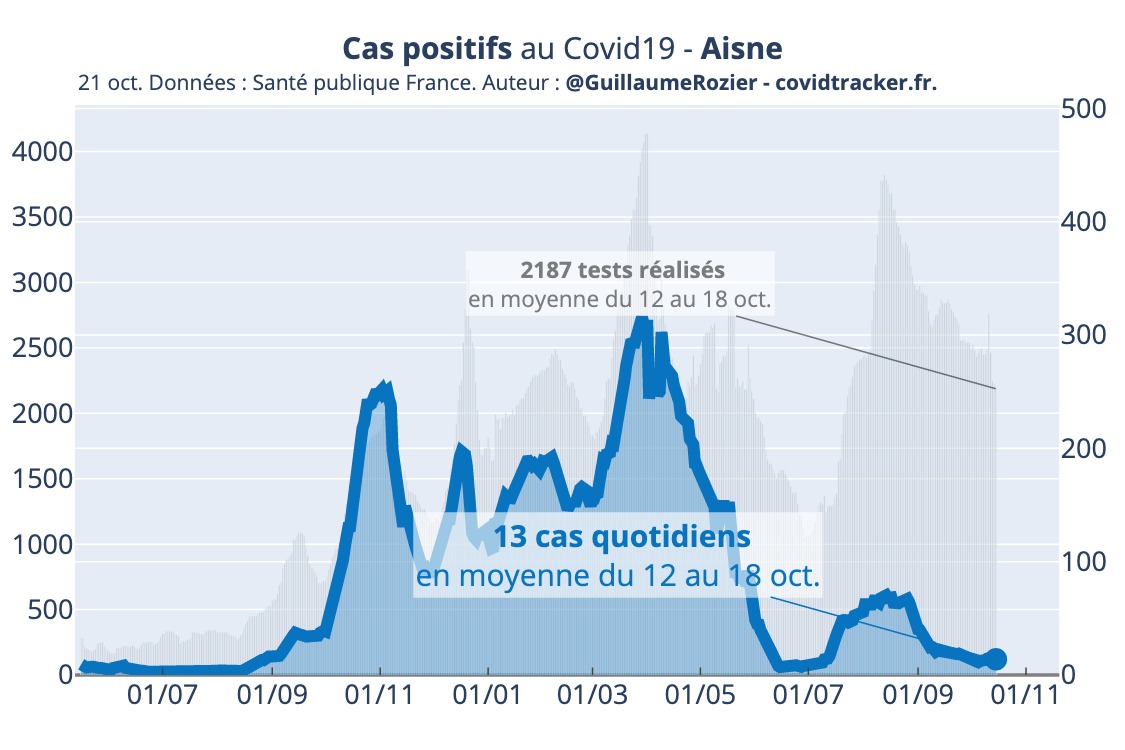 Cas positifs au Covid19 - Aisne
21 oct. Données : Santé publique France. Auteur : @GuillaumeRozier - covidtracker.fr.
500
4000
3500
400
2187 tests réalisés
en moyenne du 12 au 18 oct.
3000
300
2500
2000
200
1500
1000
13 cas quotidiens
en moyenne du 12 au 18 oct.
100
500
0
0
01/07 01/09 01/11 01/01 01/03 01/05 01/07 01/09 01/11